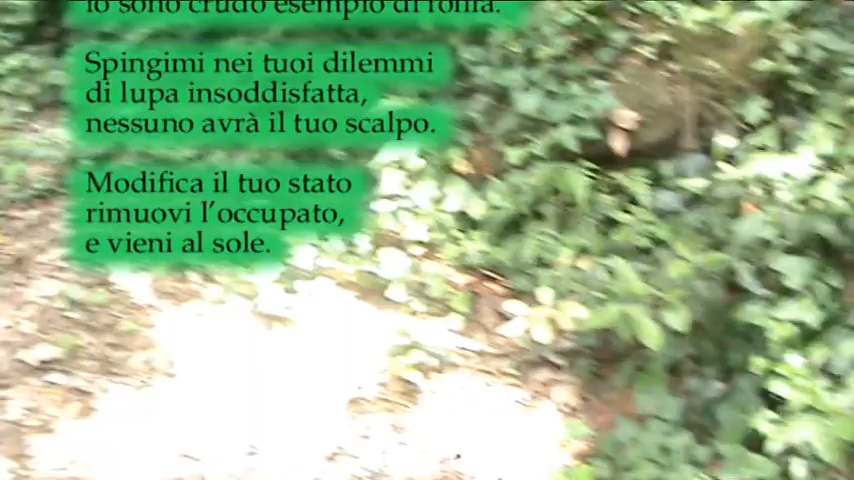 io sono crudo esempio di follia.
Spingimi nei tuoi dilemmi
di lupa insoddisfatta,
nessuno avrà il tuo scalpo.
Modifica il tuo stato
rimuovi l'occupato,
e vieni al sole.